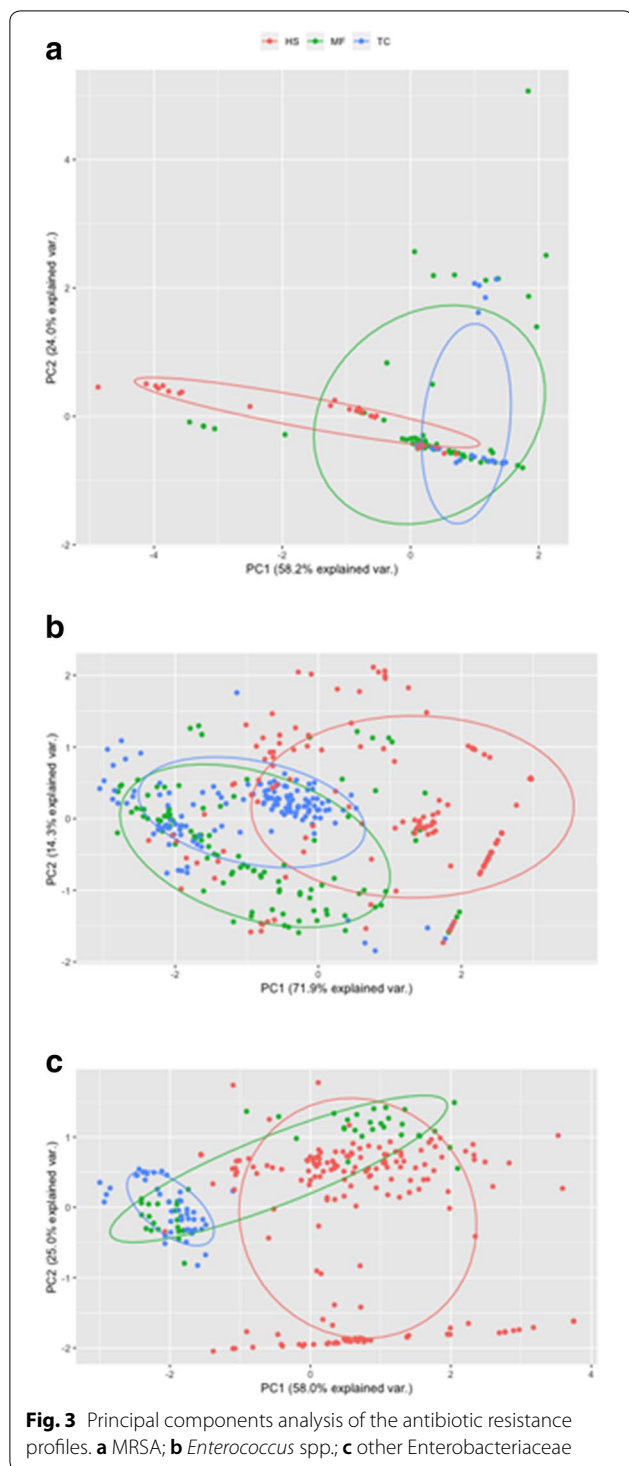 a
HS MF TC
PC2 (24.0% explained var.)
4
2
0
-2
-4 -2 0 2
PC1 (58.2% explained var.)
b
PC2 (14.3% explained var.)
2
1
0
-1
-2
-2 0 2
PC1 (71.9% explained var.)
c
PC2 (25.0% explained var.)
1
0
-1
-2
-2 0 2 4
PC1 (58.0% explained var.)
Fig. 3 Principal components analysis of the antibiotic resistance
profiles. a MRSA; b Enterococcus spp.; c other Enterobacteriaceae